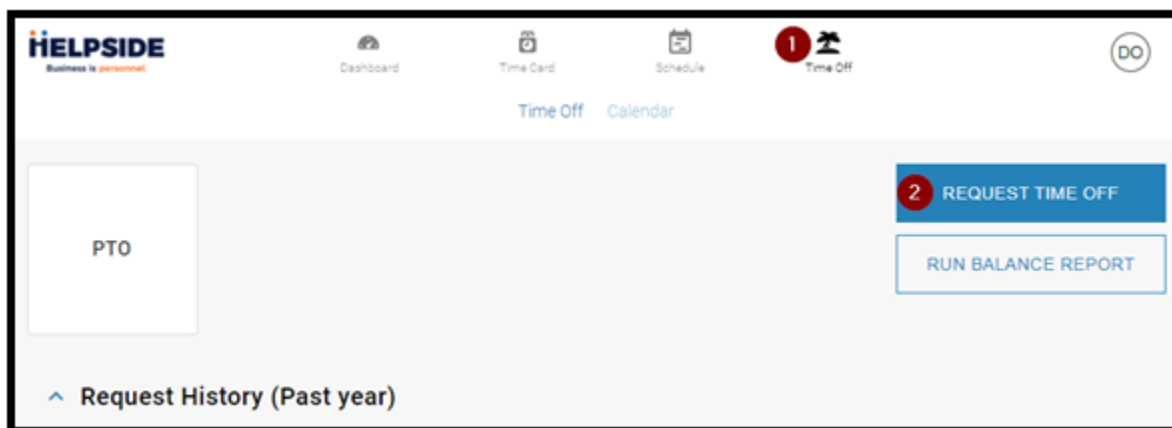 HELPSIDE
Business is personnel.
Dashboard
Time Card
Schedule
1
Time Off
DO
Time Off
Calendar
PTO
2 REQUEST TIME OFF
RUN BALANCE REPORT
Request History (Past year)